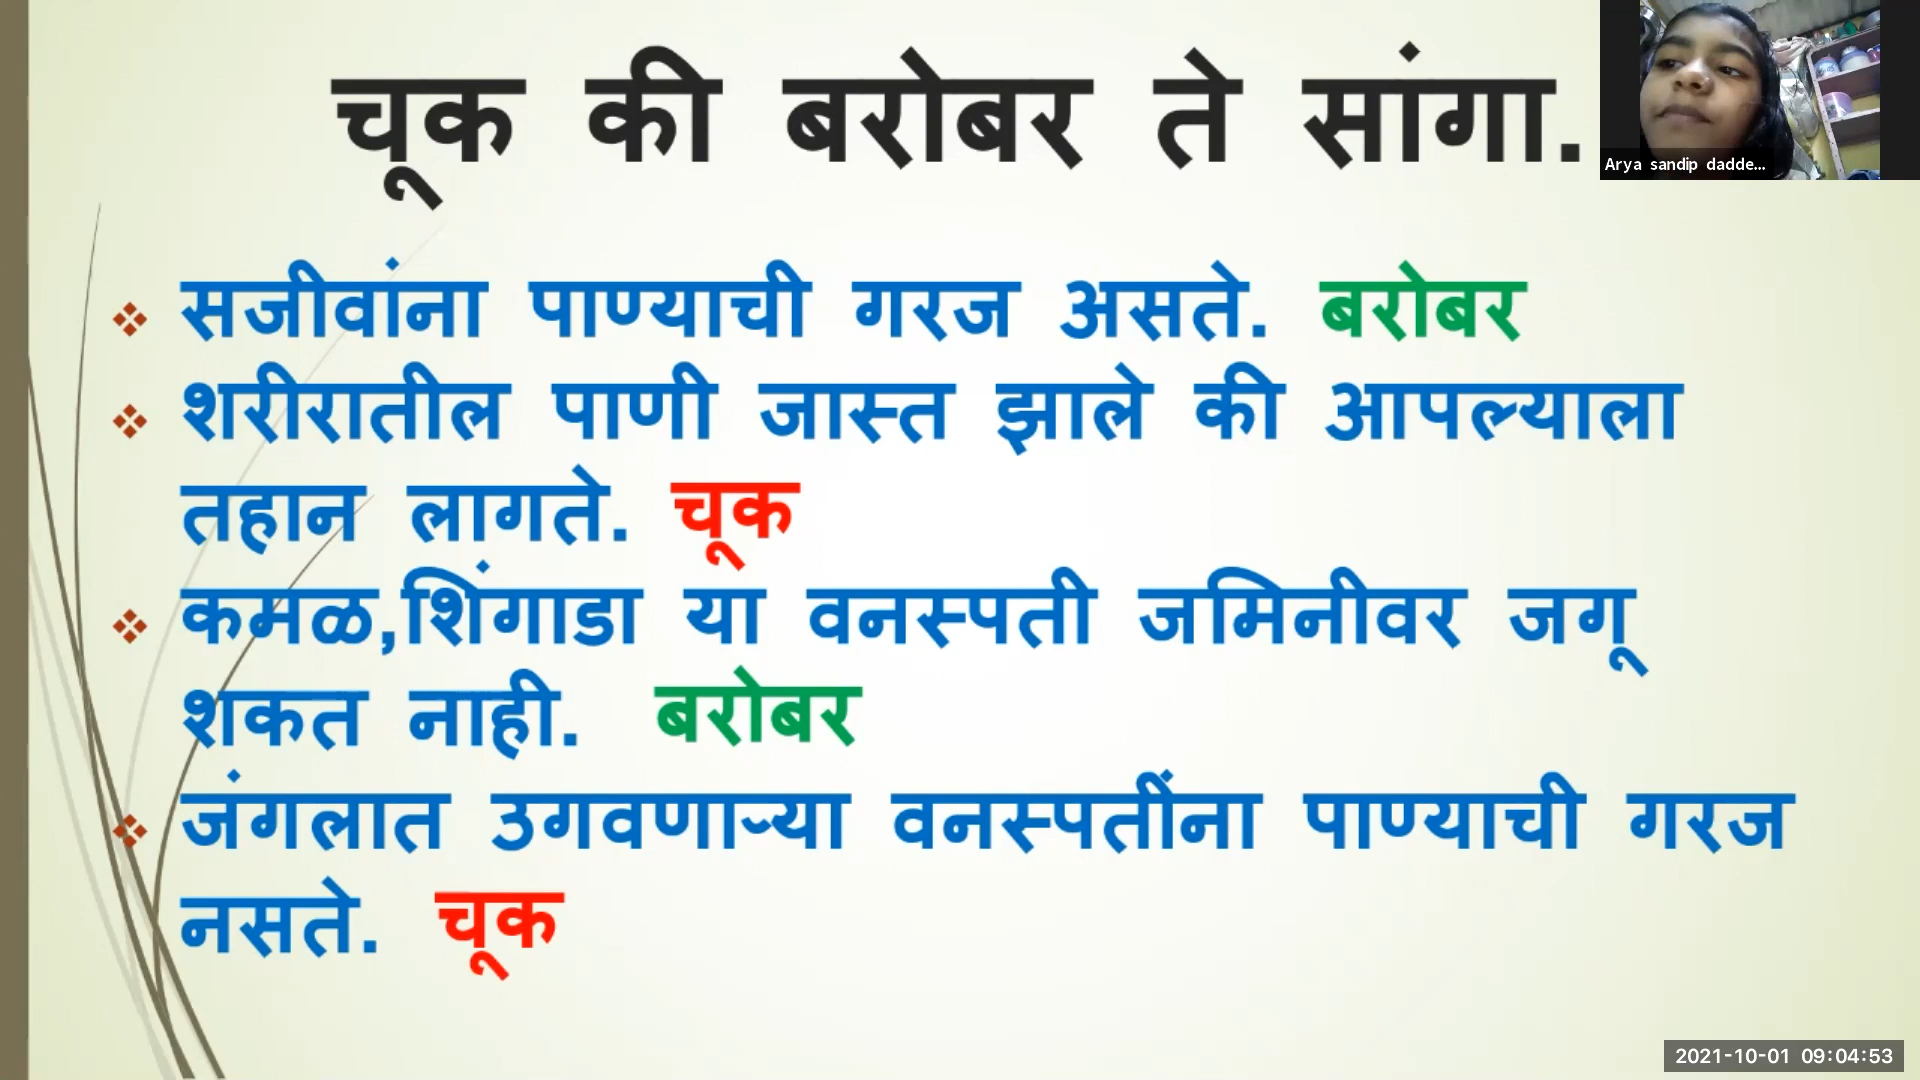 चूक की बरोबर ते सांगा.
Arya sandip dadde...
सजीवांना पाण्याची गरज असते. बरोबर
शरीरातील पाणी जास्त झाले की आपल्याला
तहान लागते. चूक
कमळ,शिंगाडा या वनस्पती जमिनीवर जगू
शकत नाही. बरोबर
जंगलात उगवणाऱ्या वनस्पतींना पाण्याची गरज
नसते. चूक
2021-10-01 09:04:53